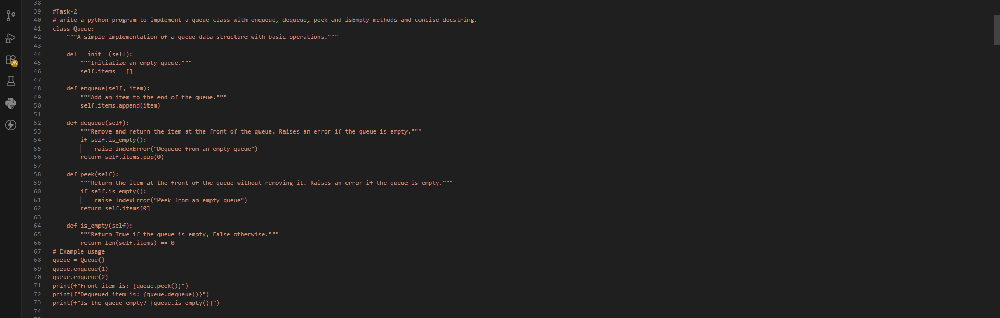 38
39 #Task-2
40 # write a python program to implement a queue class with enqueue, dequeue, peek and isEmpty methods and concise docstring.
41 class Queue:
42     """A simple implementation of a queue data structure with basic operations."""
43
44     def __init__(self):
45         """Initialize an empty queue."""
46         self.items = []
47
48     def enqueue(self, item):
49         """Add an item to the end of the queue."""
50         self.items.append(item)
51
52     def dequeue(self):
53         """Remove and return the item at the front of the queue. Raises an error if the queue is empty."""
54         if self.is_empty():
55             raise IndexError("Dequeue from an empty queue")
56         return self.items.pop(0)
57
58     def peek(self):
59         """Return the item at the front of the queue without removing it. Raises an error if the queue is empty."""
60         if self.is_empty():
61             raise IndexError("Peek from an empty queue")
62         return self.items[0]
63
64     def is_empty(self):
65         """Return True if the queue is empty, False otherwise."""
66         return len(self.items) == 0
67 # Example usage
68 queue = Queue()
69 queue.enqueue(1)
70 queue.enqueue(2)
71 print(f"Front item is: {queue.peek()}")
72 print(f"Dequeued item is: {queue.dequeue()}")
73 print(f"Is the queue empty? {queue.is_empty()}")
74